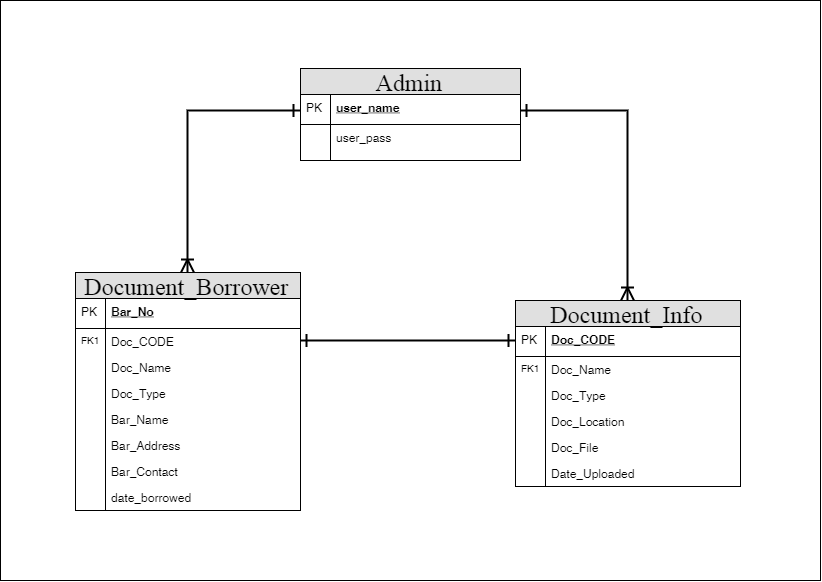 Admin
PK user_name
user_pass
Document_Borrower
PK Bar_No
FK1 Doc_CODE
Doc_Name
Doc_Type
Bar_Name
Bar_Address
Bar_Contact
date_borrowed
Document_Info
PK Doc_CODE
FK1 Doc_Name
Doc_Type
Doc_Location
Doc_File
Date_Uploaded